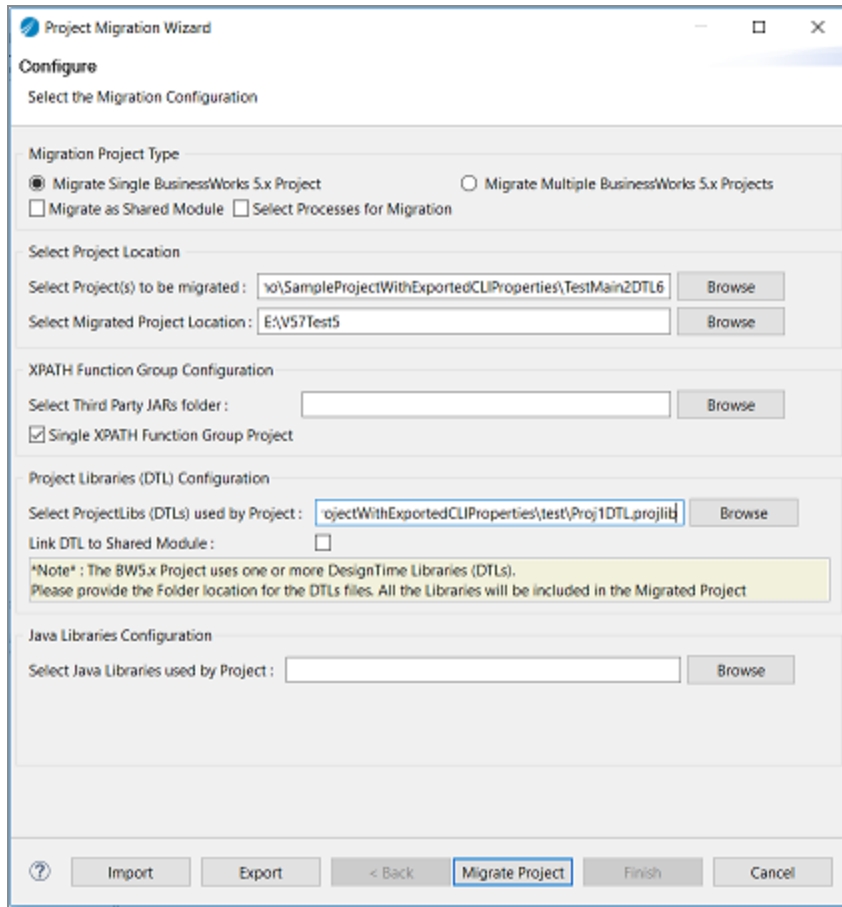 Project Migration Wizard
Configure
Select the Migration Configuration
Migration Project Type
Migrate Single BusinessWorks 5.x Project Migrate Multiple BusinessWorks 5.x Projects
Migrate as Shared Module Select Processes for Migration
Select Project Location
Select Project(s) to be migrated : ıo\SampleProjectWithExportedCLIProperties\TestMain2DTL6 Browse
Select Migrated Project Location : E:\V57Test5 Browse
XPATH Function Group Configuration
Select Third Party JARs folder : Browse
Single XPATH Function Group Project
Project Libraries (DTL) Configuration
Select ProjectLibs (DTLs) used by Project : rojectWithExportedCLIProperties\test\Proj1DTL.projlib Browse
Link DTL to Shared Module :
*Note* : The BW5.x Project uses one or more DesignTime Libraries (DTLs).
Please provide the Folder location for the DTLs files. All the Libraries will be included in the Migrated Project
Java Libraries Configuration
Select Java Libraries used by Project : Browse
? Import Export < Back Migrate Project Finish Cancel